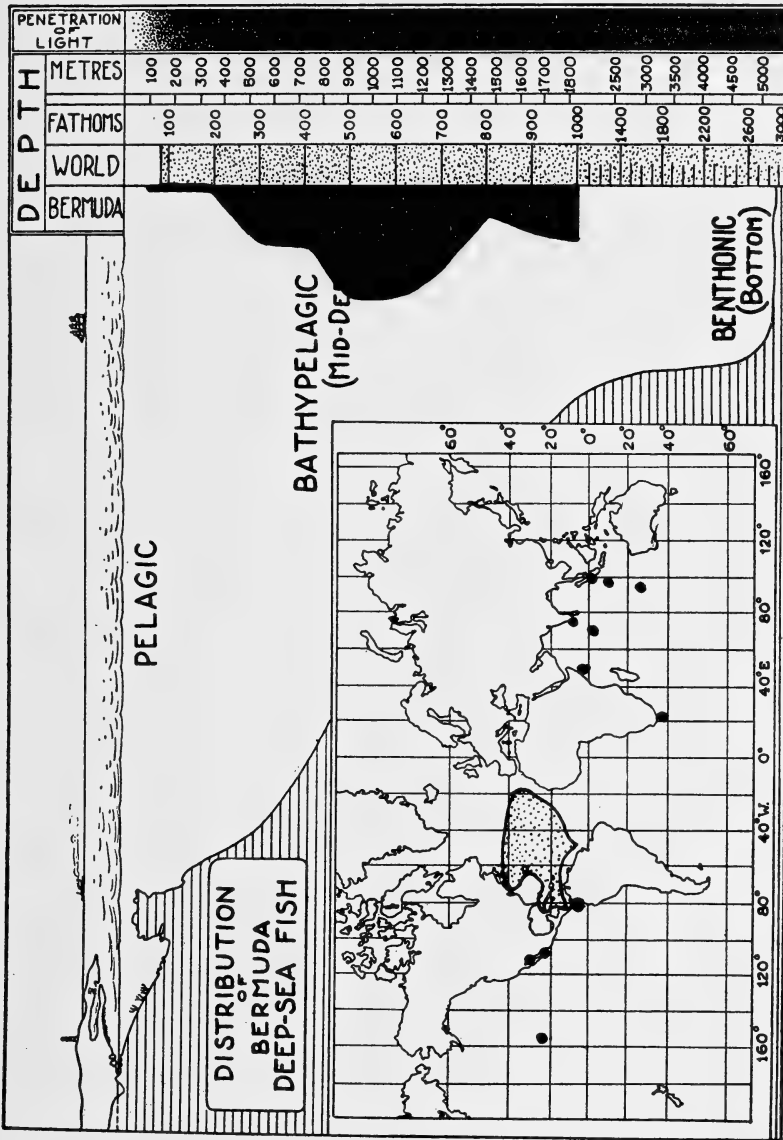 PENETRATION
OF
LIGHT
DEPTH
METRES
100 200 300 400 500 600 700 800 900 1000 1100 1200 1300 1400 1500 1600 1700 1800 2500 3000 3500 4000 4500 5000
FATHOMS
100 200 300 400 500 600 700 800 900 1000 1400 1800 2200 2600 3000
WORLD
BERMUDA
PELAGIC
BATHYPELAGIC
(MID-DE
BENTHONIC
(BOTTOM)
DISTRIBUTION
OF
BERMUDA
DEEP-SEA FISH
60° 40° 20° 0° 20° 40° 60°
160° 120° 80° 40°W. 0° 40°E 80° 120° 160°